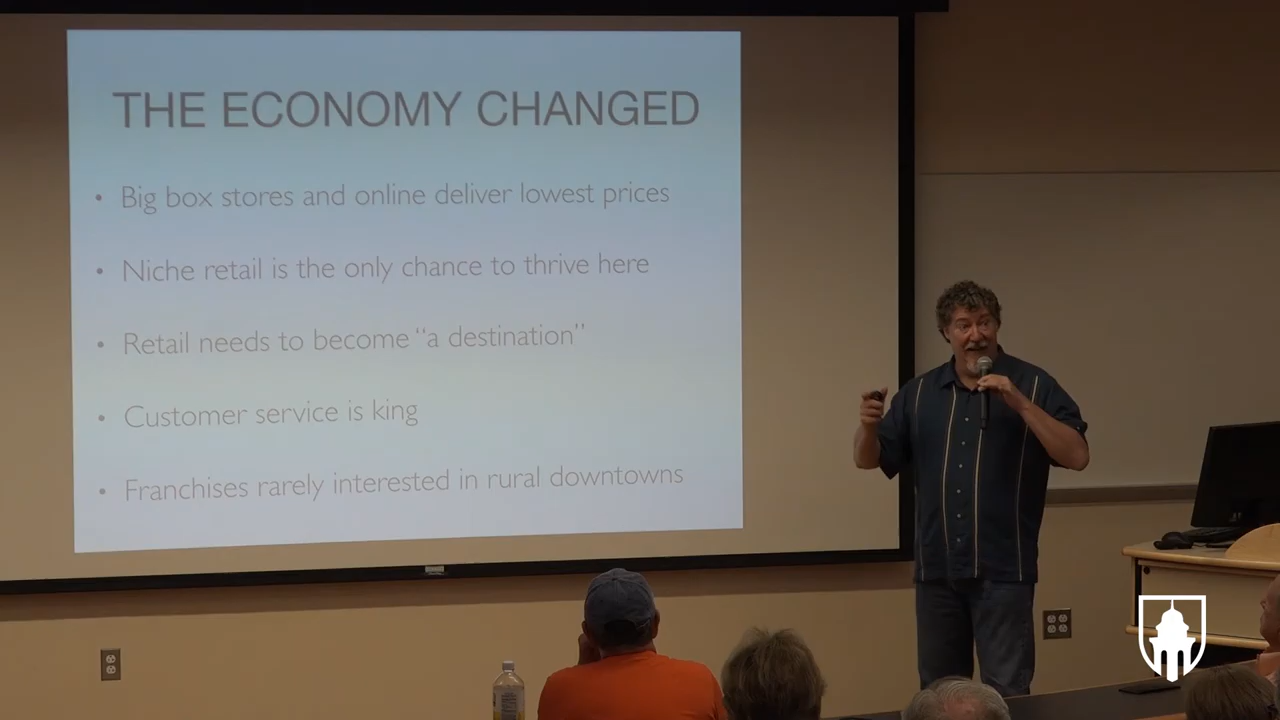 THE ECONOMY CHANGED
• Big box stores and online deliver lowest prices
• Niche retail is the only chance to thrive here
• Retail needs to become “a destination”
• Customer service is king
• Franchises rarely interested in rural downtowns